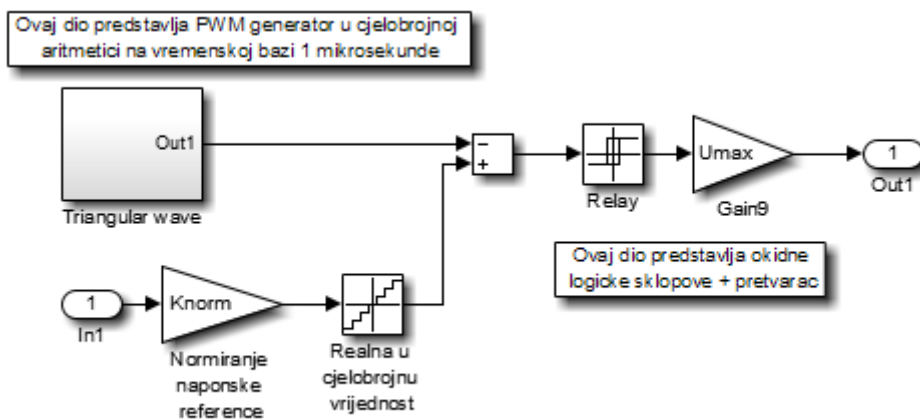 Ovaj dio predstavlja PWM generator u cjelobrojnoj
aritmetici na vremenskoj bazi 1 mikrosekunde
Out1
Triangular wave
−
+
Relay
Umax
Gain9
1
Out1
Ovaj dio predstavlja okidne
logicke sklopove + pretvarac
1
In1
Knorm
Normiranje
naponske
reference
Realna u
cjelobrojnu
vrijednost